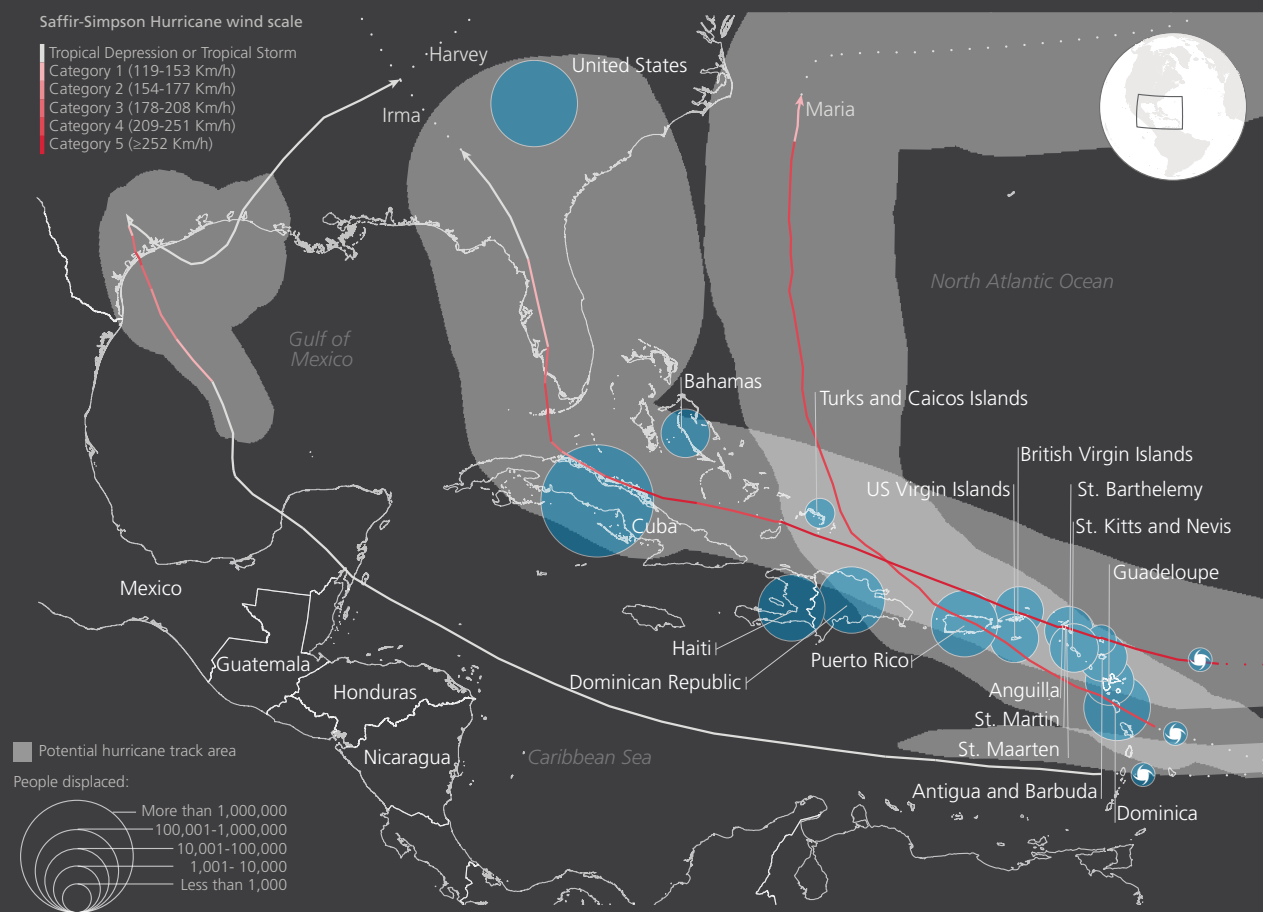 Saffir-Simpson Hurricane wind scale
Tropical Depression or Tropical Storm
Category 1 (119-153 Km/h)
Category 2 (154-177 Km/h)
Category 3 (178-208 Km/h)
Category 4 (209-251 Km/h)
Category 5 (≥252 Km/h)
Harvey
United States
Irma
Maria
North Atlantic Ocean
Gulf of
Mexico
Bahamas
Turks and Caicos Islands
British Virgin Islands
US Virgin Islands
St. Barthelemy
St. Kitts and Nevis
Cuba
Guadeloupe
Mexico
Haiti
Puerto Rico
Guatemala
Dominican Republic
Honduras
Anguilla
St. Martin
St. Maarten
Nicaragua
Caribbean Sea
Antigua and Barbuda
Dominica
Potential hurricane track area
People displaced:
More than 1,000,000
100,001-1,000,000
10,001-100,000
1,001- 10,000
Less than 1,000